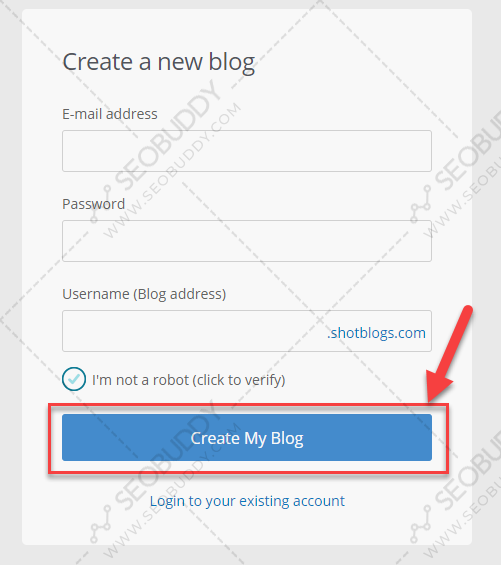 Create a new blog
E-mail address
Password
Username (Blog address)
.shotblogs.com
I'm not a robot (click to verify)
Create My Blog
Login to your existing account
SEOBUDDY
WWW.SEOBUDDY.COM
SEOBUDDY
WWW.SEOBUDDY.COM
SEOBUDDY
WWW.SEOBUDDY.COM
SEOBUDDY
WWW.SEOBUDDY.COM